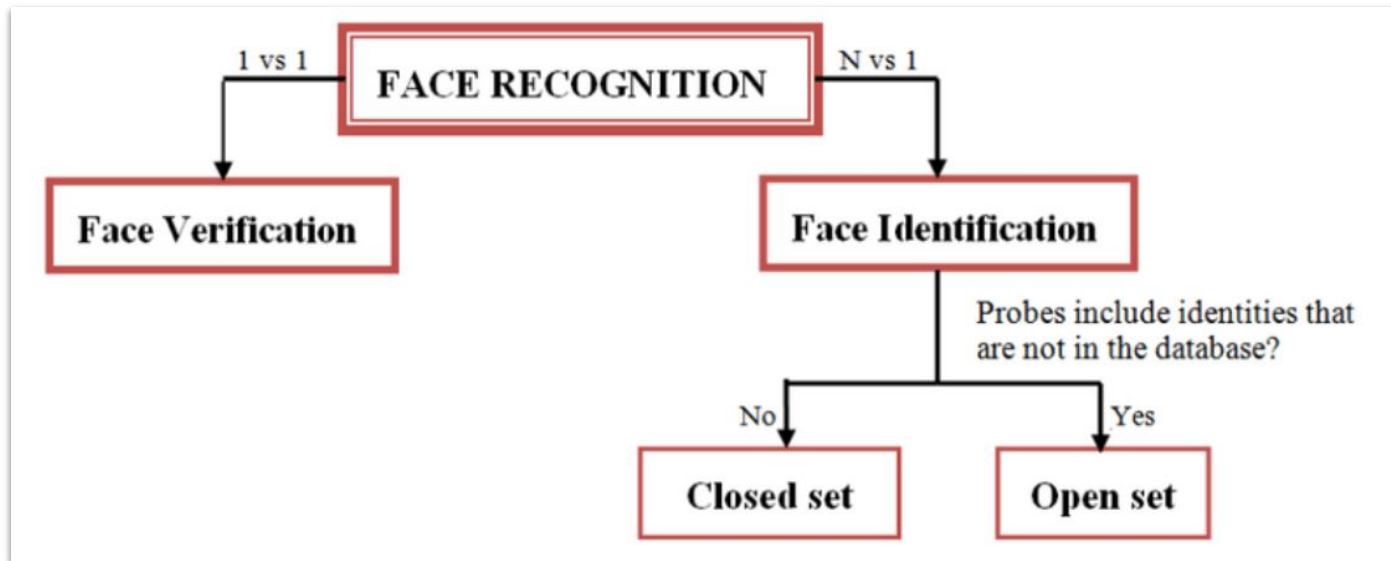 1 vs 1
FACE RECOGNITION
N vs 1
Face Verification
Face Identification
Probes include identities that
are not in the database?
No
Yes
Closed set
Open set